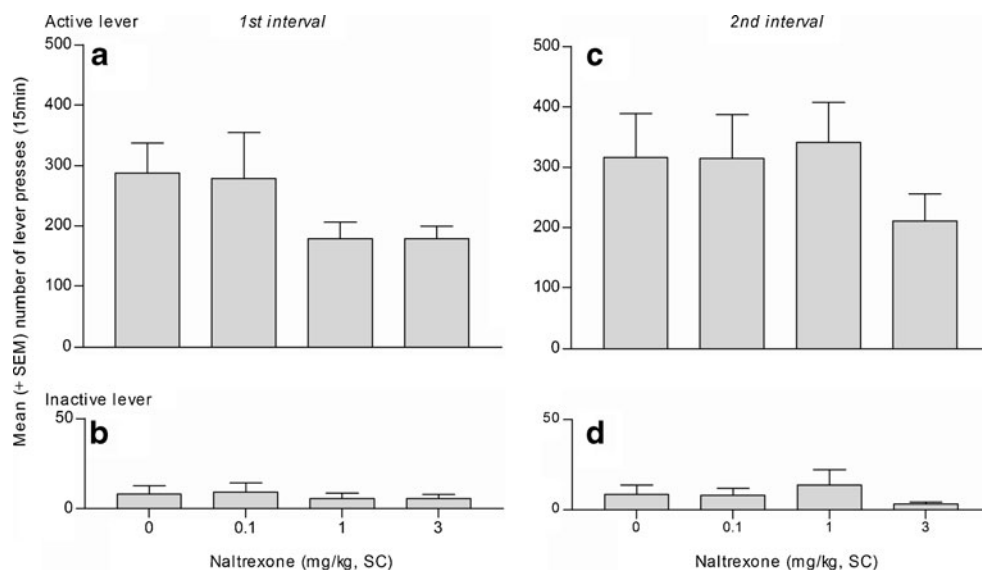 Active lever
1st interval
2nd interval
Mean (+ SEM) number of lever presses (15min)
a
500
400
300
200
100
0
c
500
400
300
200
100
0
Inactive lever
b
50
0
0 0.1 1 3
Naltrexone (mg/kg, SC)
d
50
0
0 0.1 1 3
Naltrexone (mg/kg, SC)